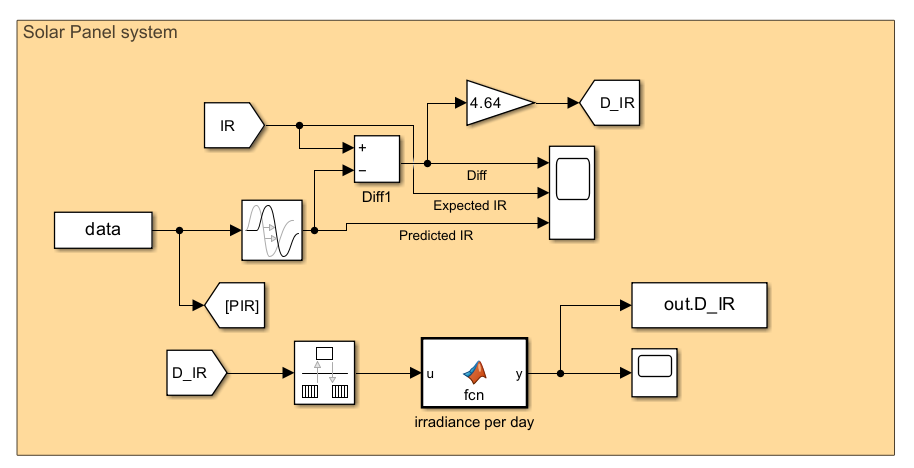 Solar Panel system
4.64
D_IR
IR
+
−
Diff
Diff1
Expected IR
data
Predicted IR
[PIR]
out.D_IR
D_IR
u
y
fcn
irradiance per day